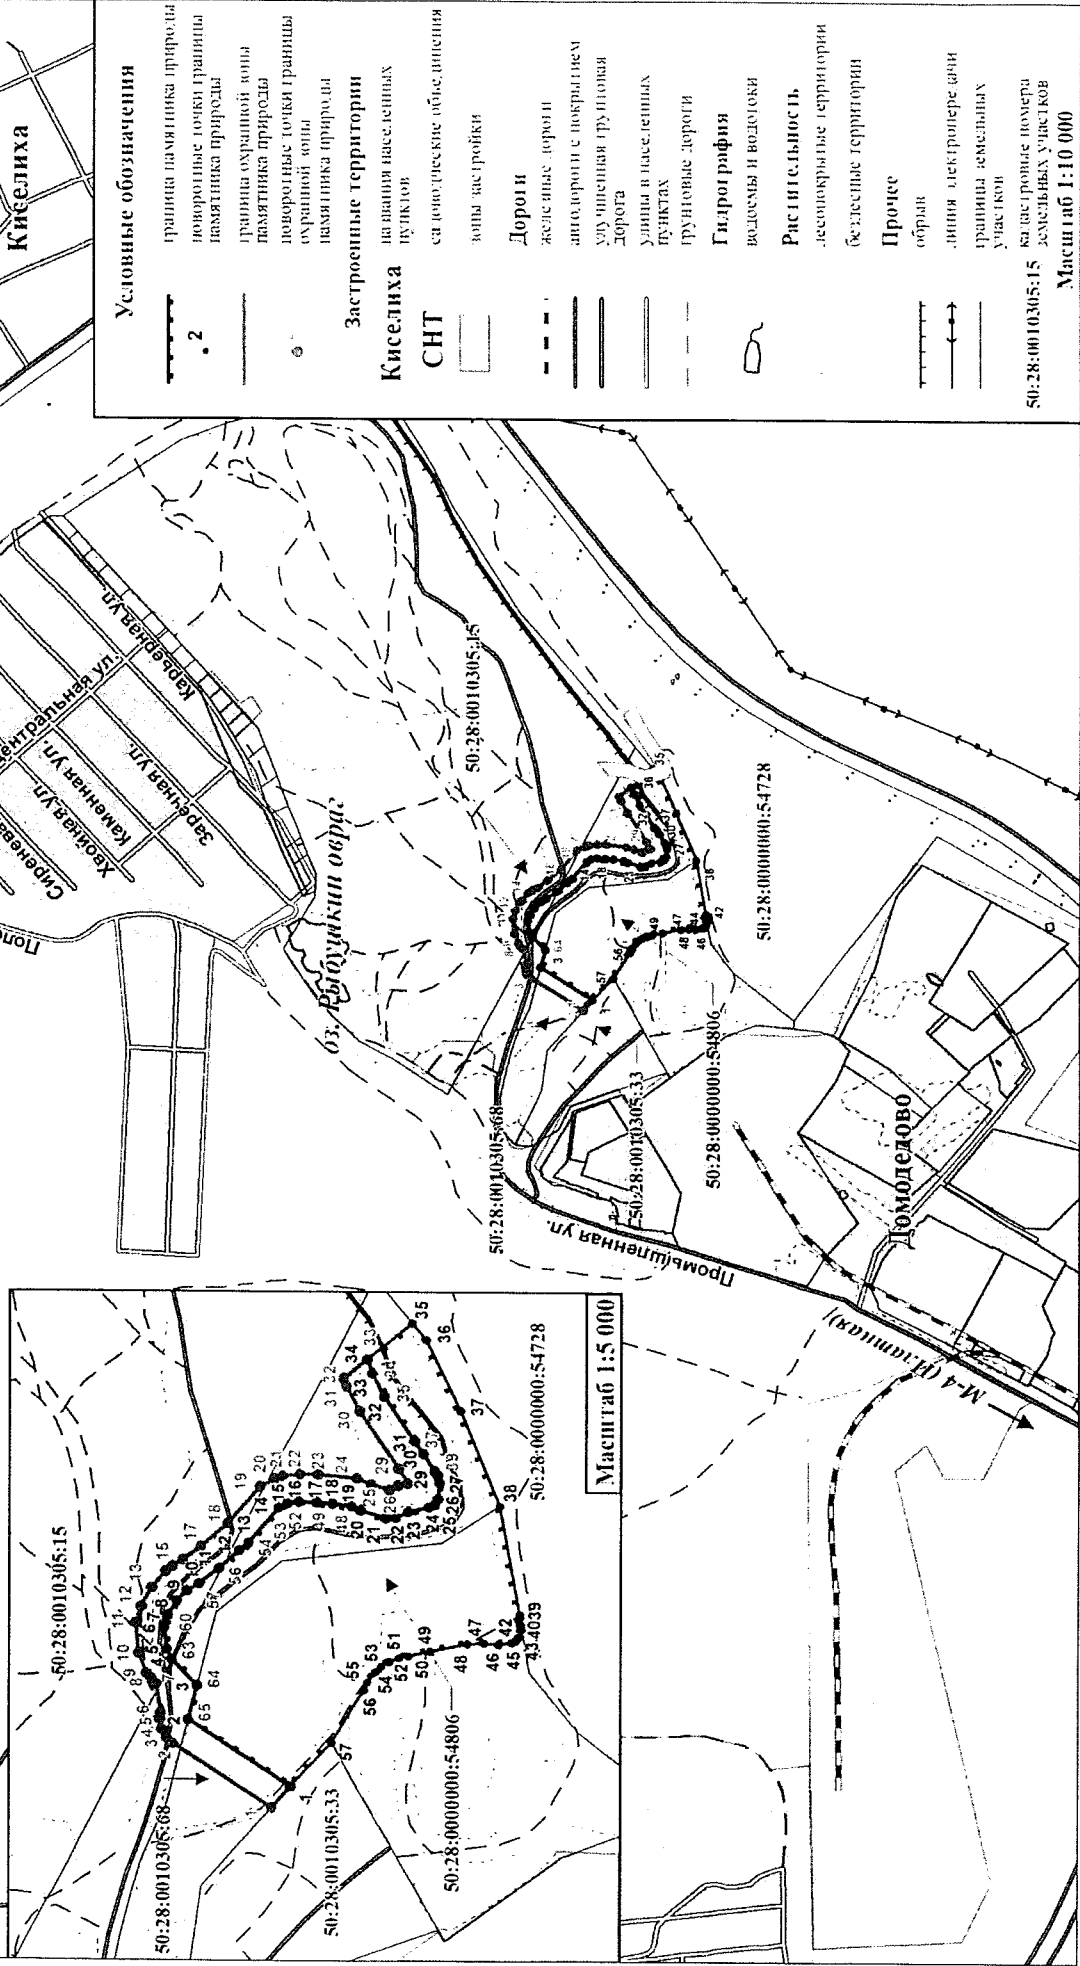 Киселиха
Условные обозначения
граница памятника природы
2
поворотные точки границы
памятника природы
граница охранной зоны
памятника природы
поворотные точки границы
охранной зоны
памятника природы
Застроенные территории
Киселиха
названия населенных
пунктов
СНТ
садоводческие объединения
зоны застройки
Дороги
железные дороги
автодороги с покрытием
улучшенная грунтовая
дорога
улицы в населенных
пунктах
грунтовые дороги
Гидрография
водоемы и водотоки
Растительность
лесопокрытые территории
безлесные территории
Прочее
обрыв
линия электропередачи
границы земельных
участков
50:28:0010305:15
кадастровые номера
земельных участков
Масштаб 1:10 000
Сиренева
Хвойная ул.
Каменная ул.
Центральная ул.
Заречная ул.
Карьерная ул.
Поле
оз. Рыбушкин овраг
50:28:0010305:15
50:28:0010305:68
50:28:0010305:33
50:28:0000000:54806
50:28:0000000:54728
Промышленная ул.
Домодедово
М-4 (Платная)
50:28:0010305:15
50:28:0010305:68
50:28:0010305:33
50:28:0000000:54806
50:28:0000000:54728
Масштаб 1:5 000